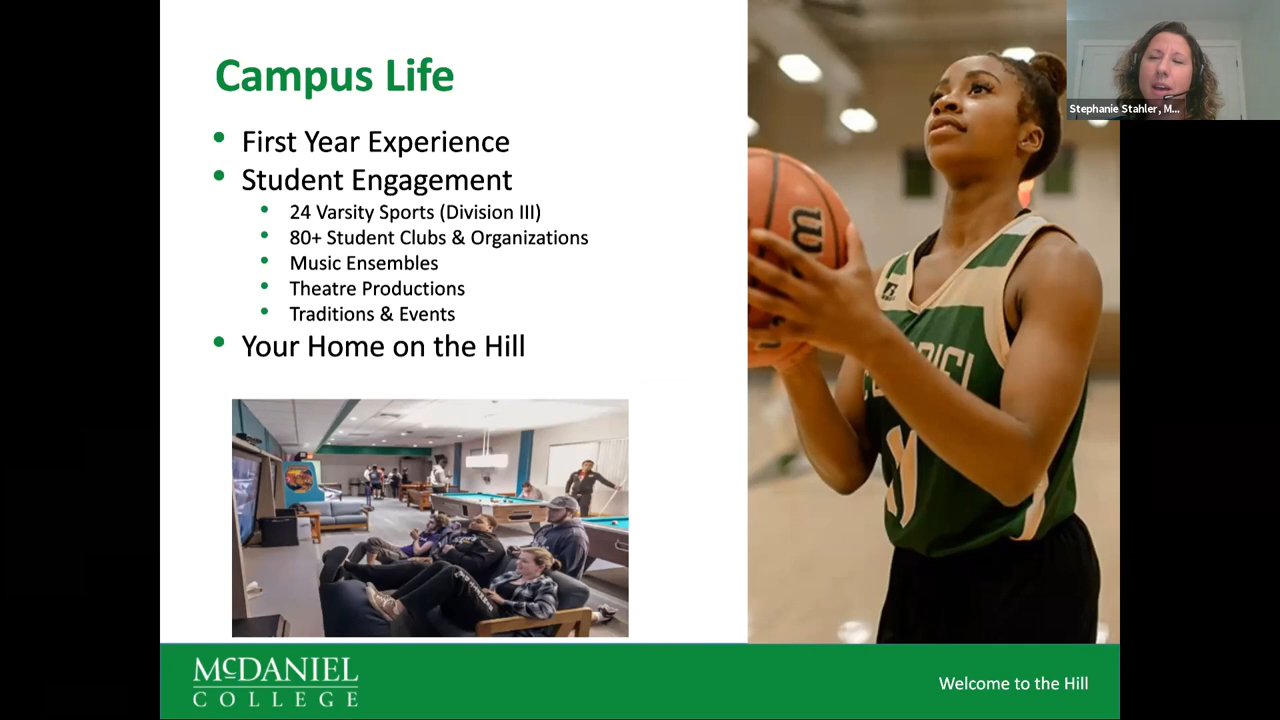 Campus Life
• First Year Experience
• Student Engagement
• 24 Varsity Sports (Division III)
• 80+ Student Clubs & Organizations
• Music Ensembles
• Theatre Productions
• Traditions & Events
• Your Home on the Hill
Stephanie Stahler, M...
McDANIEL
COLLEGE
Welcome to the Hill